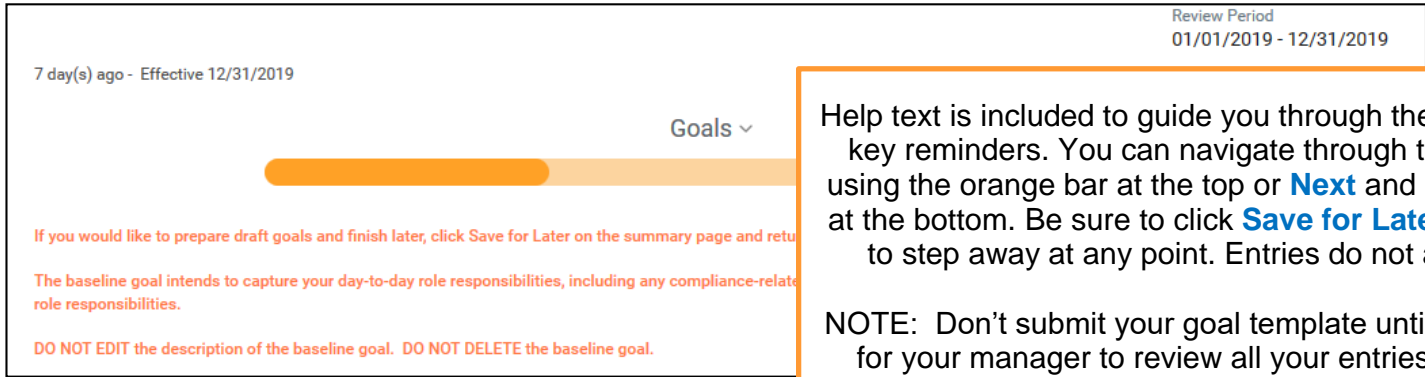 Review Period
01/01/2019 - 12/31/2019
7 day(s) ago - Effective 12/31/2019
Goals
If you would like to prepare draft goals and finish later, click Save for Later on the summary page and
The baseline goal intends to capture your day-to-day role responsibilities, including any
role responsibilities.
DO NOT EDIT the description of the baseline goal. DO NOT DELETE the baseline goal.
Help text is included to guide you through
key reminders. You can navigate through
using the orange bar at the top or Next and
at the bottom. Be sure to click Save for
to step away at any point. Entries do not
NOTE: Don't submit your goal template
for your manager to review all your entries